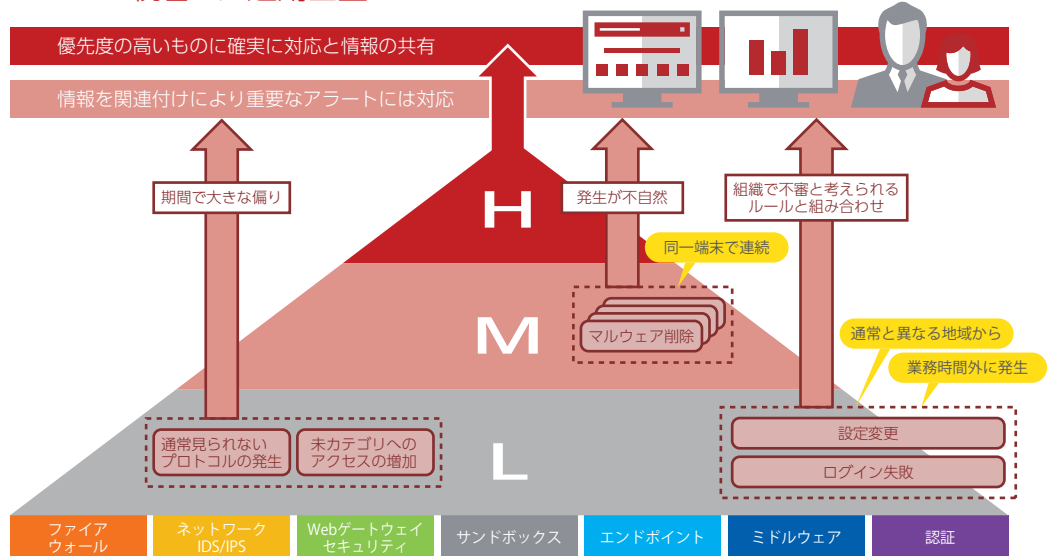 優先度の高いものに確実に対応と情報の共有
情報を関連付けにより重要なアラートには対応
期間で大きな偏り
H
発生が不自然
組織で不審と考えられる
ルールと組み合わせ
同一端末で連続
M
マルウェア削除
通常と異なる地域から
業務時間外に発生
通常見られない
プロトコルの発生
未カテゴリへの
アクセスの増加
L
設定変更
ログイン失敗
ファイア
ウォール
ネットワーク
IDS/IPS
Webゲートウェイ
セキュリティ
サンドボックス
エンドポイント
ミドルウェア
認証